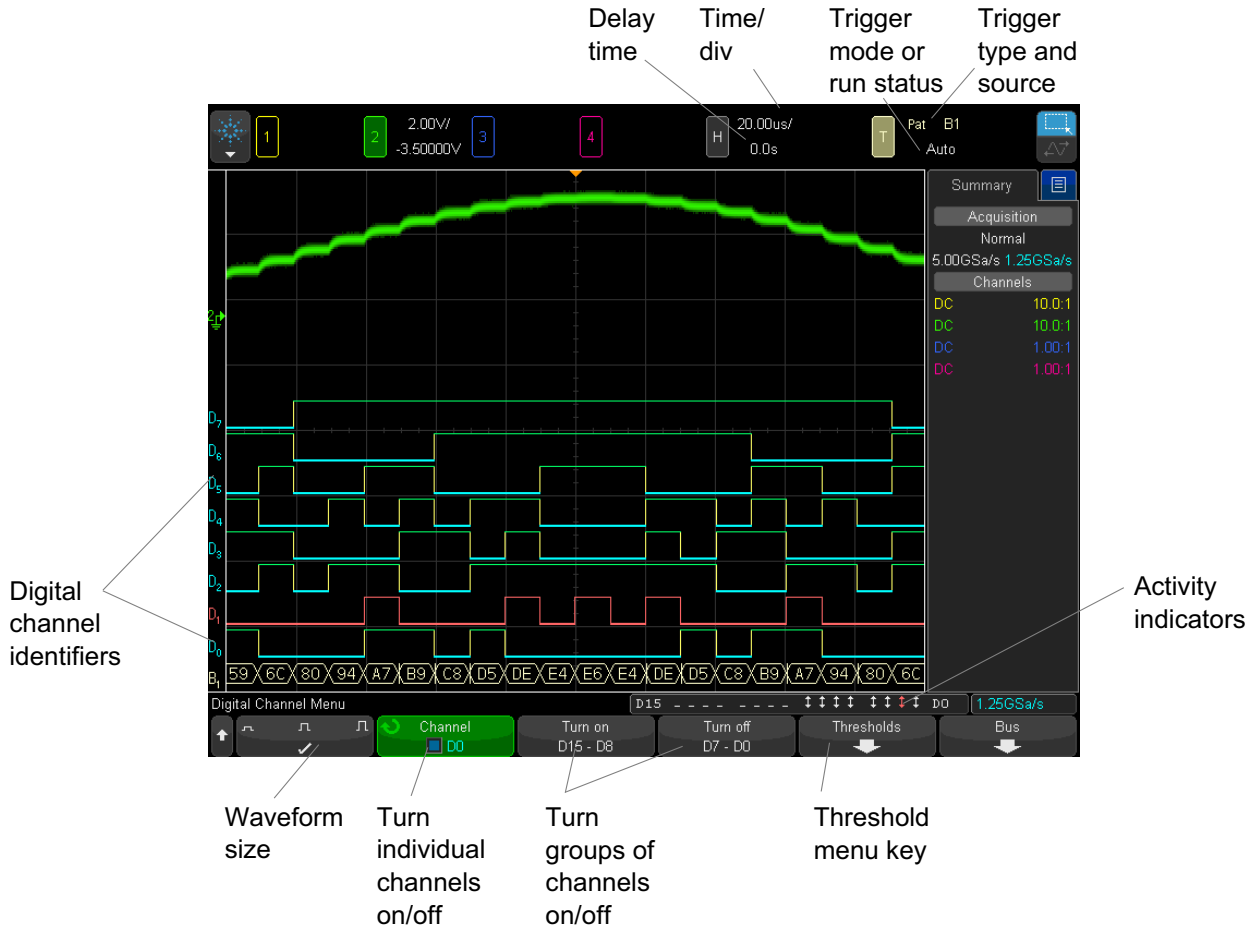 Delay
time
Time/
div
Trigger
mode or
run status
Trigger
type and
source
1
2
2.00V/
-3.50000V
3
4
H
20.00us/
0.0s
T
Pat B1
Auto
Summary
Acquisition
Normal
5.00GSa/s 1.25GSa/s
Channels
DC 10.0:1
DC 10.0:1
DC 1.00:1
DC 1.00:1
2
D7
D6
D5
D4
D3
D2
D1
D0
B1 59 6C 80 94 A7 B9 C8 D5 DE E4 E6 E4 DE D5 C8 B9 A7 94 80 6C
Digital
channel
identifiers
Activity
indicators
Digital Channel Menu
D15 _ _ _ _ _ _ _ _ ↕ ↕ ↕ ↕ ↕ ↕ ↕ ↕ D0
1.25GSa/s
Channel
D0
Turn on
D15 - D8
Turn off
D7 - D0
Thresholds
Bus
Waveform
size
Turn
individual
channels
on/off
Turn
groups of
channels
on/off
Threshold
menu key